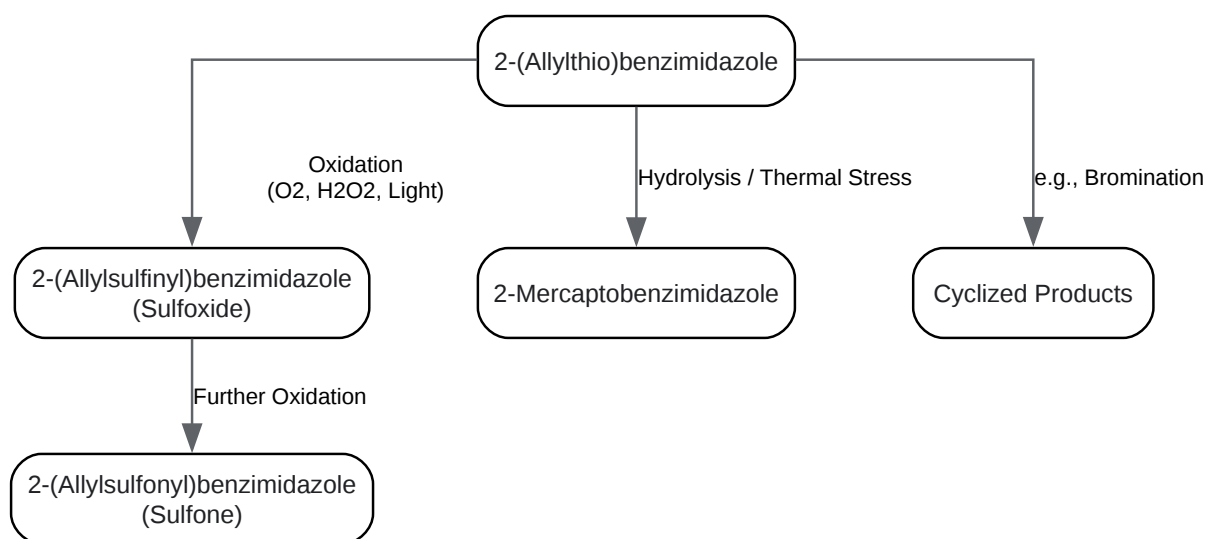 2-(Allylthio)benzimidazole
Oxidation
(O2, H2O2, Light)
Hydrolysis / Thermal Stress
e.g., Bromination
2-(Allylsulfinyl)benzimidazole
(Sulfoxide)
2-Mercaptobenzimidazole
Cyclized Products
Further Oxidation
2-(Allylsulfonyl)benzimidazole
(Sulfone)